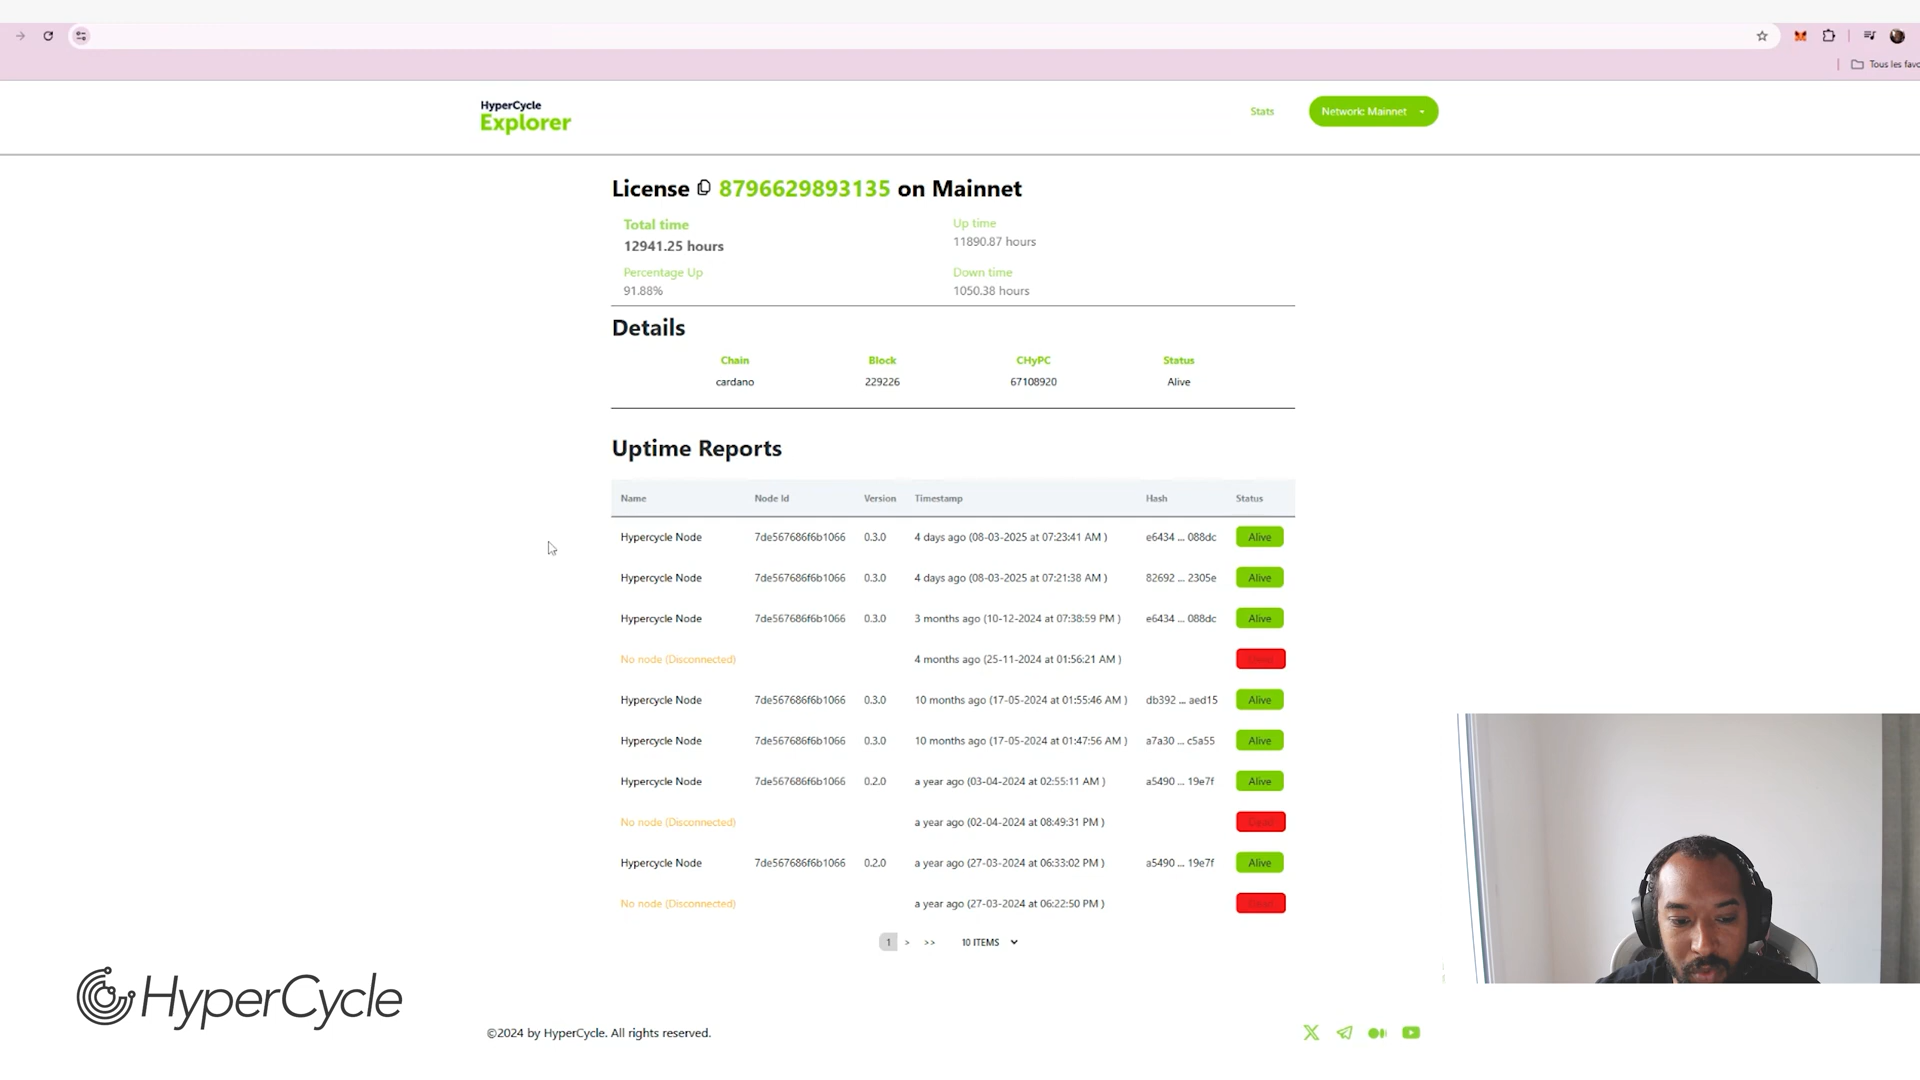 Tous les favo
HyperCycle
Explorer
Stats
Network: Mainnet
License 8796629893135 on Mainnet
Total time
12941.25 hours
Up time
11890.87 hours
Percentage Up
91.88%
Down time
1050.38 hours
Details
Chain Block CHyPC Status
cardano 229226 67108920 Alive
Uptime Reports
Name Node Id Version Timestamp Hash Status
Hypercycle Node 7de567686f6b1066 0.3.0 4 days ago (08-03-2025 at 07:23:41 AM ) e6434 ... 088dc Alive
Hypercycle Node 7de567686f6b1066 0.3.0 4 days ago (08-03-2025 at 07:21:38 AM ) 82692 ... 2305e Alive
Hypercycle Node 7de567686f6b1066 0.3.0 3 months ago (10-12-2024 at 07:38:59 PM ) e6434 ... 088dc Alive
No node (Disconnected) 4 months ago (25-11-2024 at 01:56:21 AM )
Hypercycle Node 7de567686f6b1066 0.3.0 10 months ago (17-05-2024 at 01:55:46 AM ) db392 ... aed15 Alive
Hypercycle Node 7de567686f6b1066 0.3.0 10 months ago (17-05-2024 at 01:47:56 AM ) a7a30 ... c5a55 Alive
Hypercycle Node 7de567686f6b1066 0.2.0 a year ago (03-04-2024 at 02:55:11 AM ) a5490 ... 19e7f Alive
No node (Disconnected) a year ago (02-04-2024 at 08:49:31 PM )
Hypercycle Node 7de567686f6b1066 0.2.0 a year ago (27-03-2024 at 06:33:02 PM ) a5490 ... 19e7f Alive
No node (Disconnected) a year ago (27-03-2024 at 06:22:50 PM )
1 > >> 10 ITEMS
HyperCycle
©2024 by HyperCycle. All rights reserved.